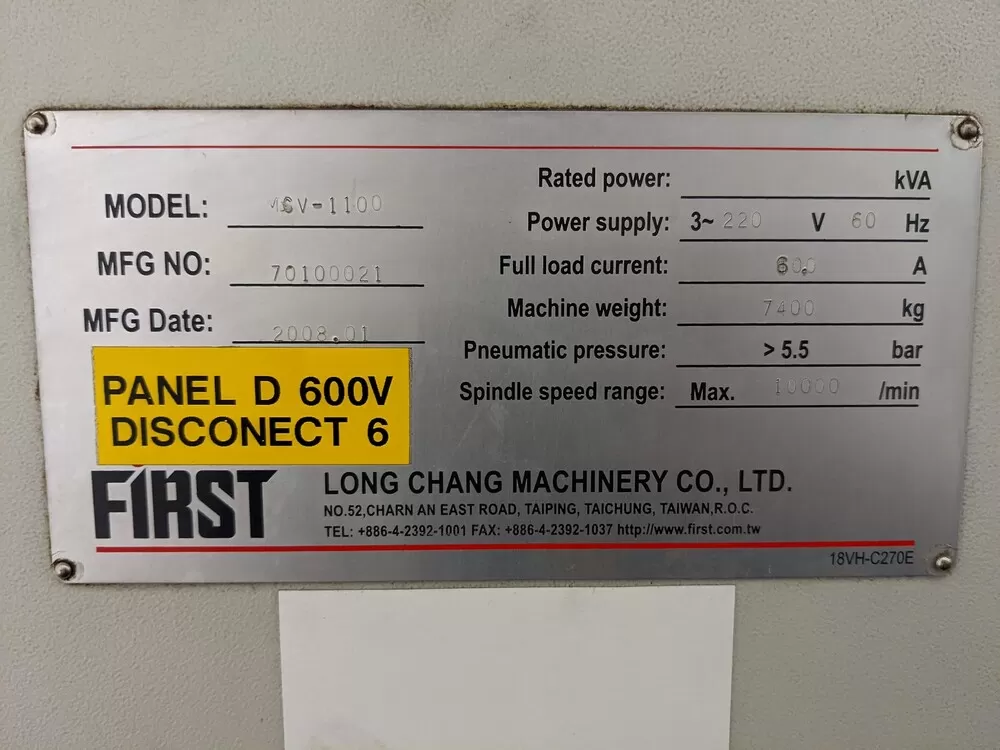 MODEL: MCV-1100
MFG NO: 70100021
MFG Date: 2008.01
Rated power: kVA
Power supply: 3~ 220 V 60 Hz
Full load current: A
Machine weight: 7400 kg
Pneumatic pressure: > 5.5 bar
Spindle speed range: Max. 10000 /min
PANEL D 600V
DISCONECT 6
FIRST
LONG CHANG MACHINERY CO., LTD.
NO.52,CHARN AN EAST ROAD, TAIPING, TAICHUNG, TAIWAN,R.O.C.
TEL: +886-4-2392-1001 FAX: +886-4-2392-1037 http://www.first.com.tw
18VH-C270E